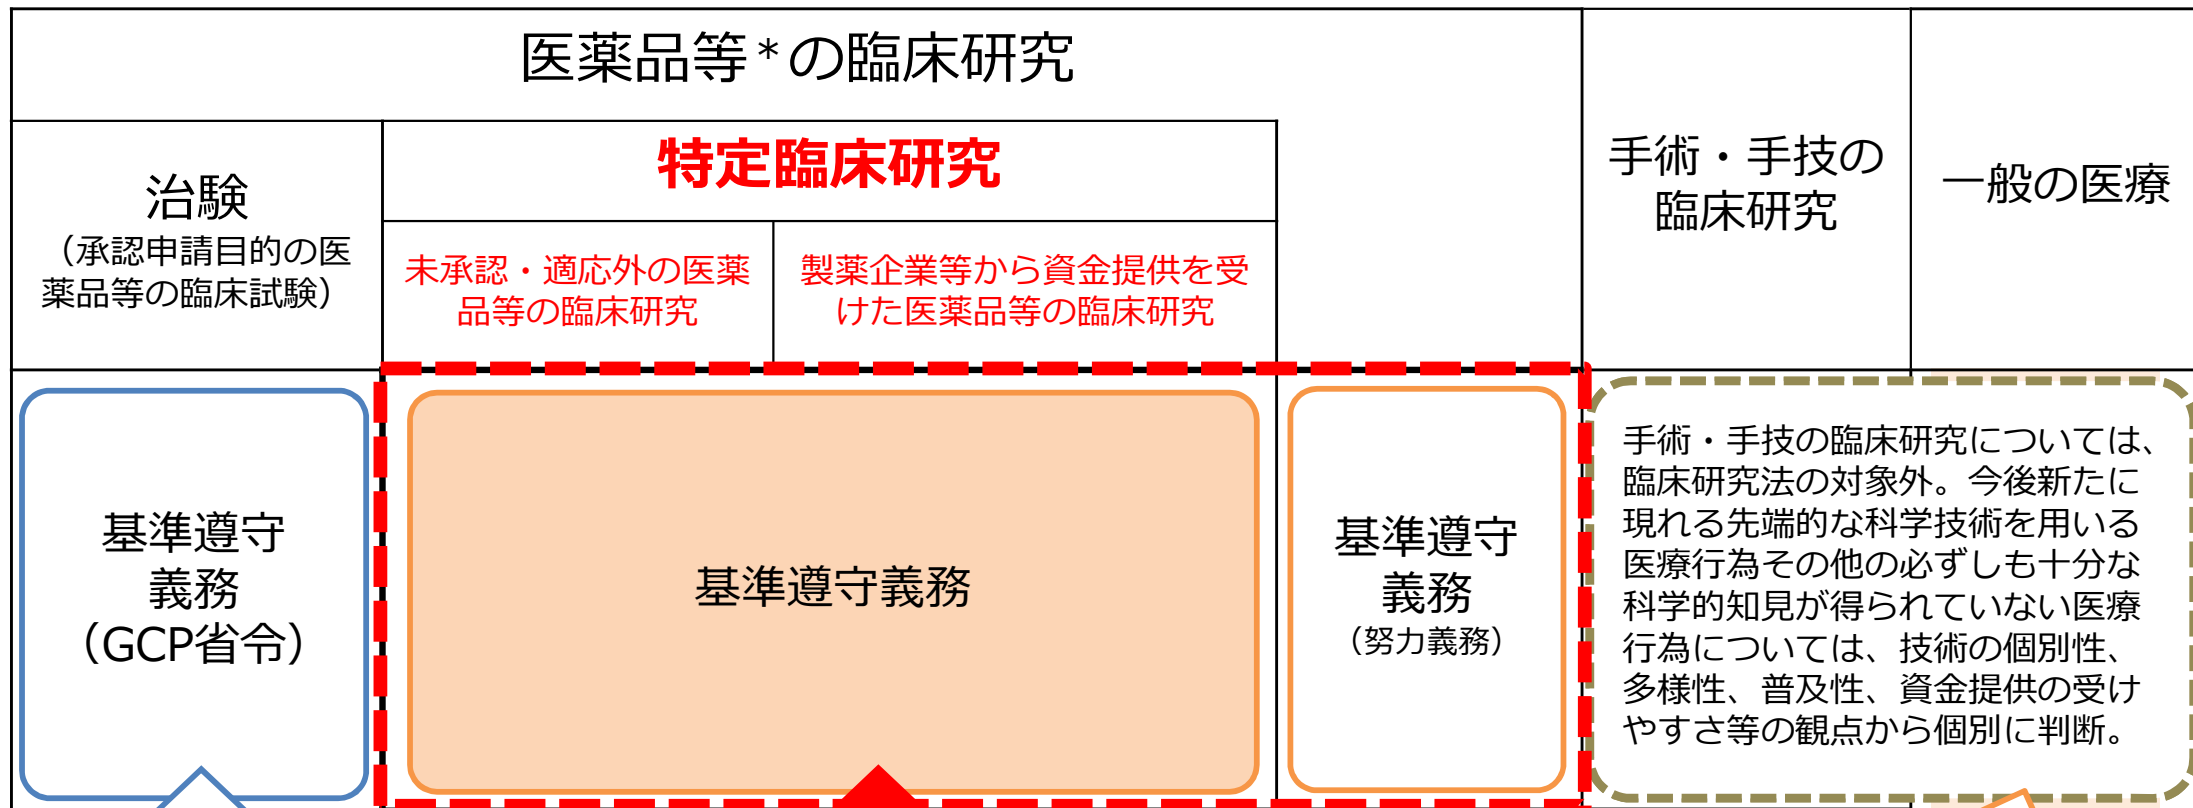 医薬品等*の臨床研究
治験
（承認申請目的の医
薬品等の臨床試験）
特定臨床研究
未承認・適応外の医薬
品等の臨床研究
製薬企業等から資金提供を受
けた医薬品等の臨床研究
手術・手技の
臨床研究
一般の医療
基準遵守
義務
（GCP省令）
基準遵守義務
基準遵守
義務
（努力義務）
手術・手技の臨床研究については、
臨床研究法の対象外。今後新たに
現れる先端的な科学技術を用いる
医療行為その他の必ずしも十分な
科学的知見が得られていない医療
行為については、技術の個別性、
多様性、普及性、資金提供の受け
やすさ等の観点から個別に判断。